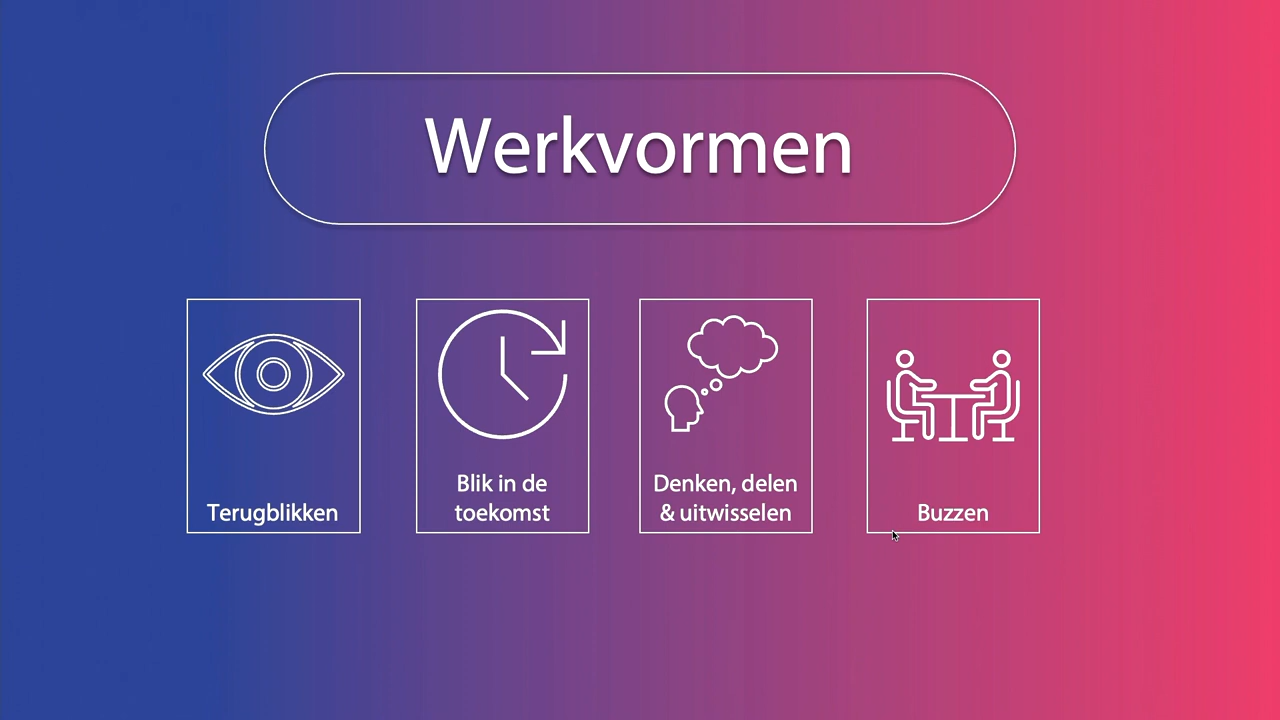 Werkvormen
Terugblikken
Blik in de
toekomst
Denken, delen
& uitwisselen
Buzzen